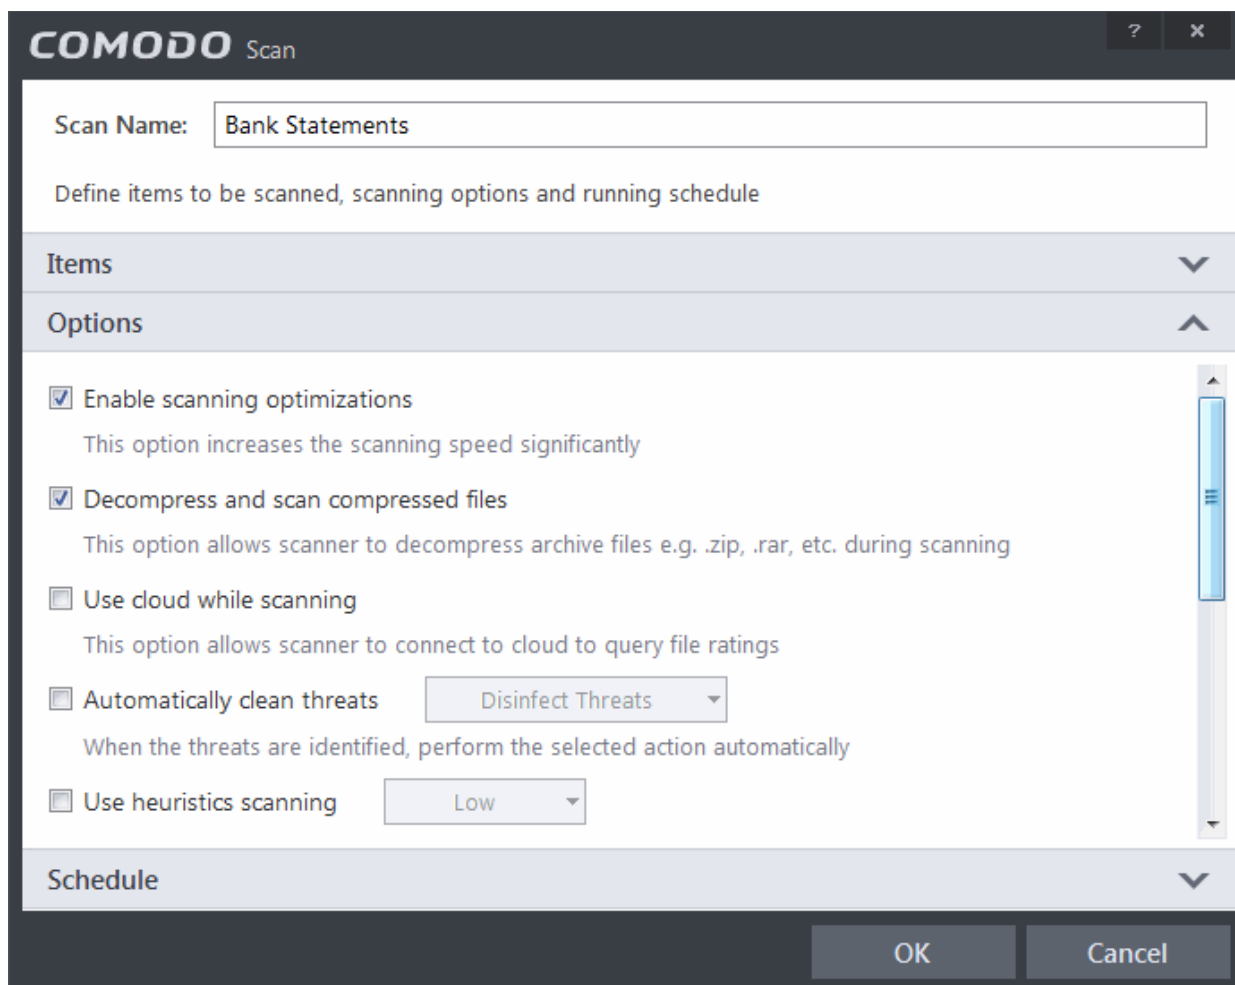 COMODO Scan
? ×
Scan Name: Bank Statements
Define items to be scanned, scanning options and running schedule
Items
Options
Enable scanning optimizations
This option increases the scanning speed significantly
Decompress and scan compressed files
This option allows scanner to decompress archive files e.g. .zip, .rar, etc. during scanning
Use cloud while scanning
This option allows scanner to connect to cloud to query file ratings
Automatically clean threats Disinfect Threats
When the threats are identified, perform the selected action automatically
Use heuristics scanning Low
Schedule
OK Cancel